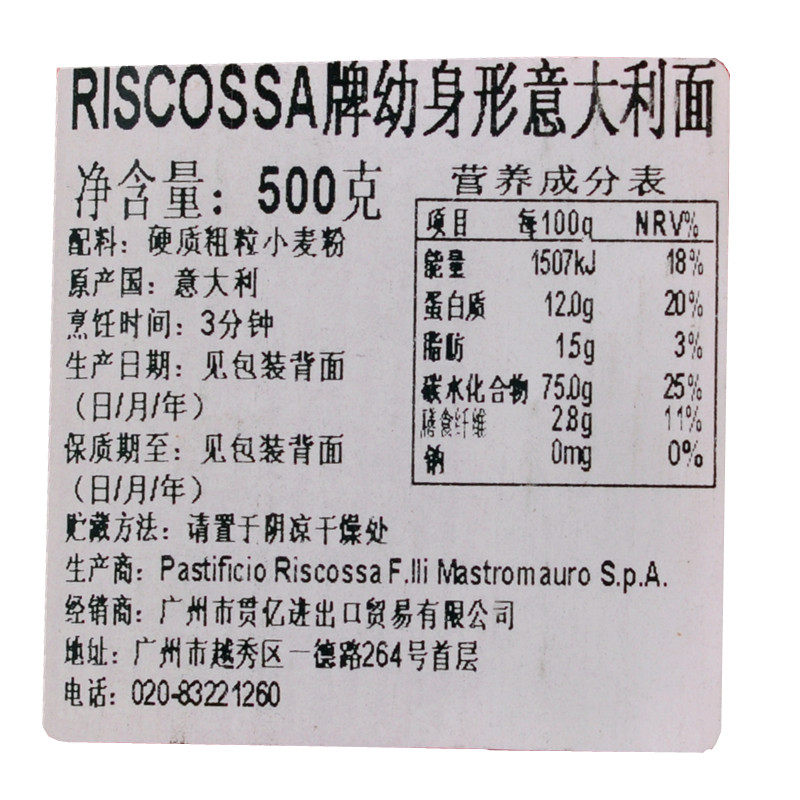 RISCOSSA牌幼身形意大利面
净含量：500克
配料：硬质粗粒小麦粉
原产国：意大利
烹饪时间：3分钟
生产日期：见包装背面
（日/月/年）
保质期至：见包装背面
（日/月/年）
营养成分表
项目 每100g NRV%
能量 1507kJ 18%
蛋白质 12.0g 20%
脂肪 1.5g 3%
碳水化合物 75.0g 25%
膳食纤维 2.8g 11%
钠 0mg 0%
贮藏方法：请置于阴凉干燥处
生产商：Pastificio Riscossa F.lli Mastromauro S.p.A.
经销商：广州市贯亿进出口贸易有限公司
地址：广州市越秀区一德路264号首层
电话：020-83221260